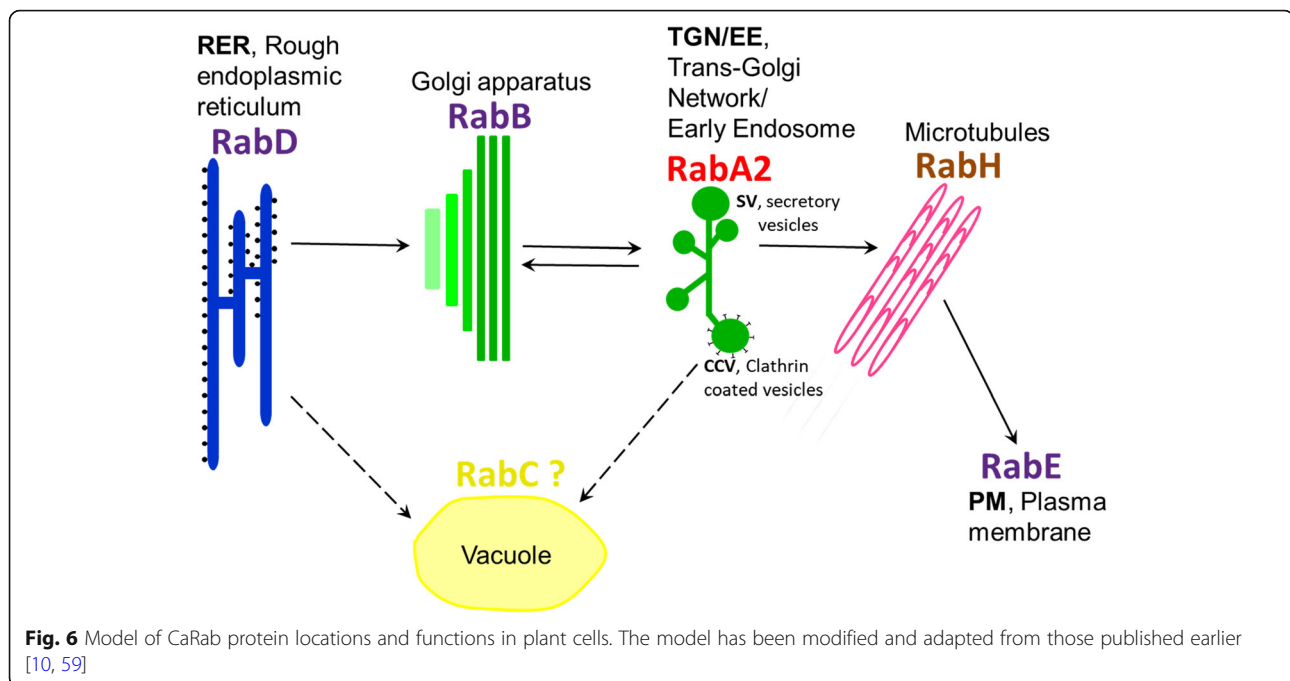 RER, Rough
endoplasmic
reticulum
RabD
Golgi apparatus
RabB
TGN/EE,
Trans-Golgi
Network/
Early Endosome
RabA2
SV, secretory
vesicles
CCV, Clathrin
coated vesicles
Microtubules
RabH
RabC ?
Vacuole
RabE
PM, Plasma
membrane
Fig. 6 Model of CaRab protein locations and functions in plant cells. The model has been modified and adapted from those published earlier
[10, 59]